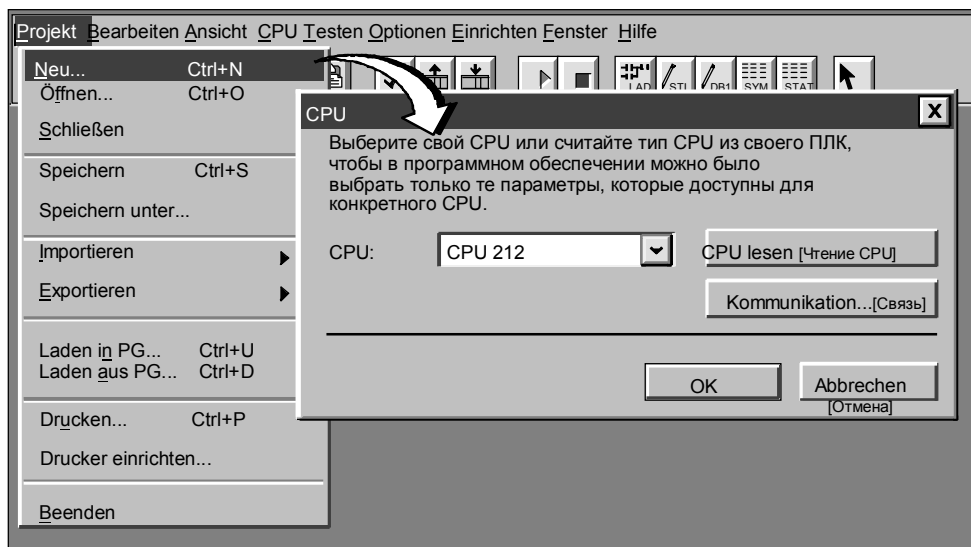 Projekt Bearbeiten Ansicht CPU Testen Optionen Einrichten Fenster Hilfe
Neu... Ctrl+N
Öffnen... Ctrl+O
Schließen
Speichern Ctrl+S
Speichern unter...
Importieren
Exportieren
Laden in PG... Ctrl+U
Laden aus PG... Ctrl+D
Drucken... Ctrl+P
Drucker einrichten...
Beenden
LAD STL DB1 SYM STAT
CPU X
Выберите свой CPU или считайте тип CPU из своего ПЛК,
чтобы в программном обеспечении можно было
выбрать только те параметры, которые доступны для
конкретного CPU.
CPU: CPU 212 CPU lesen [Чтение CPU]
Kommunikation...[Связь]
OK Abbrechen
[Отмена]